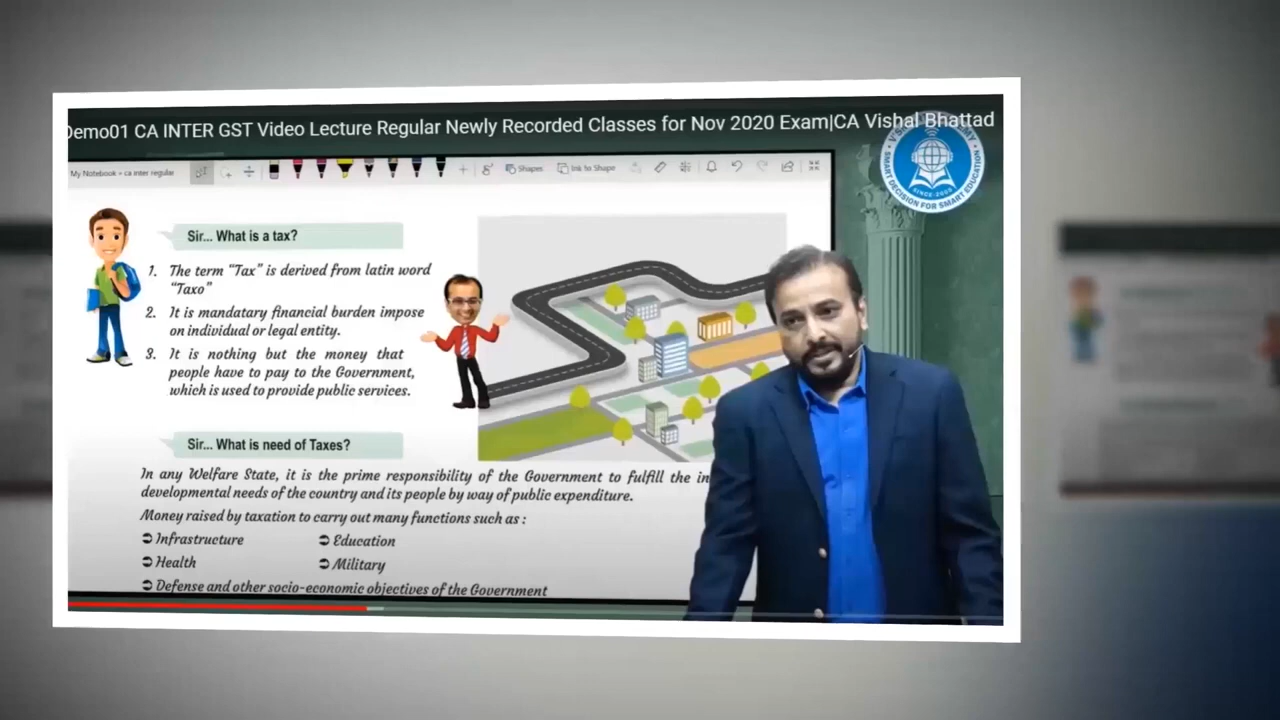 Demo01 CA INTER GST Video Lecture Regular Newly Recorded Classes for Nov 2020 Exam|CA Vishal Bhattad
My Notebook - ca inter regular
Shapes
Ink to Shape
SMART DECISION FOR SMART EDUCATION
Sir... What is a tax?
1. The term “Tax” is derived from latin word
“Taxo”
2. It is mandatary financial burden impose
on individual or legal entity.
3. It is nothing but the money that
people have to pay to the Government,
which is used to provide public services.
Sir... What is need of Taxes?
In any Welfare State, it is the prime responsibility of the Government to fulfill the in
developmental needs of the country and its people by way of public expenditure.
Money raised by taxation to carry out many functions such as :
Infrastructure
Education
Health
Military
Defense and other socio-economic objectives of the Government